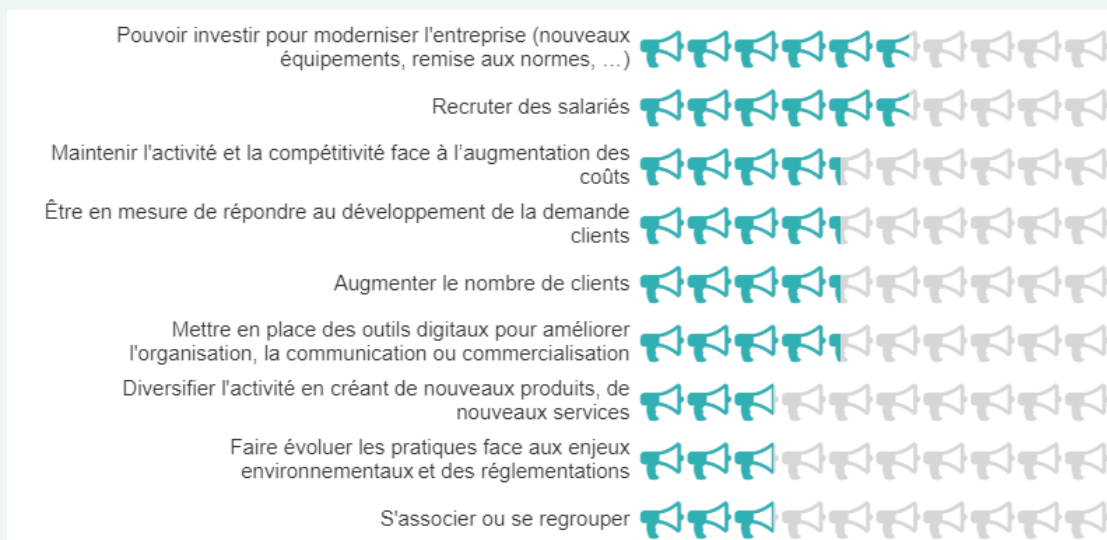 Pouvoir investir pour moderniser l'entreprise (nouveaux
équipements, remise aux normes, …)
Recruter des salariés
Maintenir l'activité et la compétitivité face à l’augmentation des
coûts
Être en mesure de répondre au développement de la demande
clients
Augmenter le nombre de clients
Mettre en place des outils digitaux pour améliorer
l'organisation, la communication ou commercialisation
Diversifier l'activité en créant de nouveaux produits, de
nouveaux services
Faire évoluer les pratiques face aux enjeux
environnementaux et des réglementations
S'associer ou se regrouper